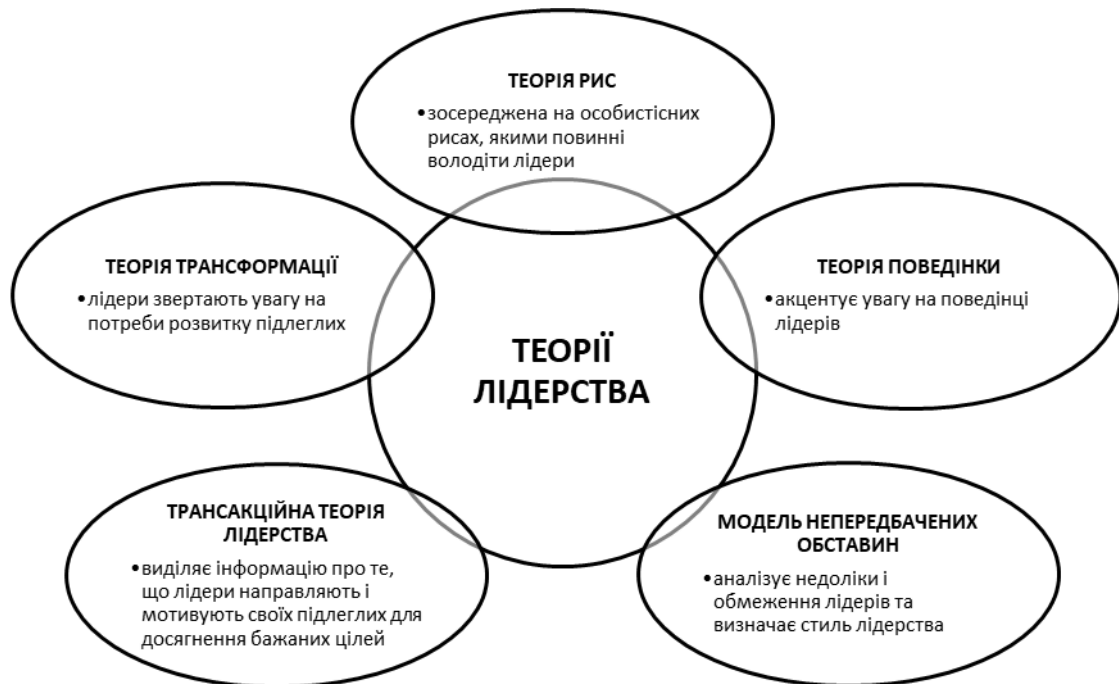 ТЕОРІЯ РИС
•зосереджена на особистісних
рисах, якими повинні
володіти лідери
ТЕОРІЯ ТРАНСФОРМАЦІЇ
•лідери звертають увагу на
потреби розвитку підлеглих
ТЕОРІЯ ПОВЕДІНКИ
•акцентує увагу на поведінці
лідерів
ТЕОРІЇ
ЛІДЕРСТВА
ТРАНСАКЦІЙНА ТЕОРІЯ
ЛІДЕРСТВА
•виділяє інформацію про те,
що лідери направляють і
мотивують своїх підлеглих для
досягнення бажаних цілей
МОДЕЛЬ НЕПЕРЕДБАЧЕНИХ
ОБСТАВИН
•аналізує недоліки і
обмеження лідерів та
визначає стиль лідерства